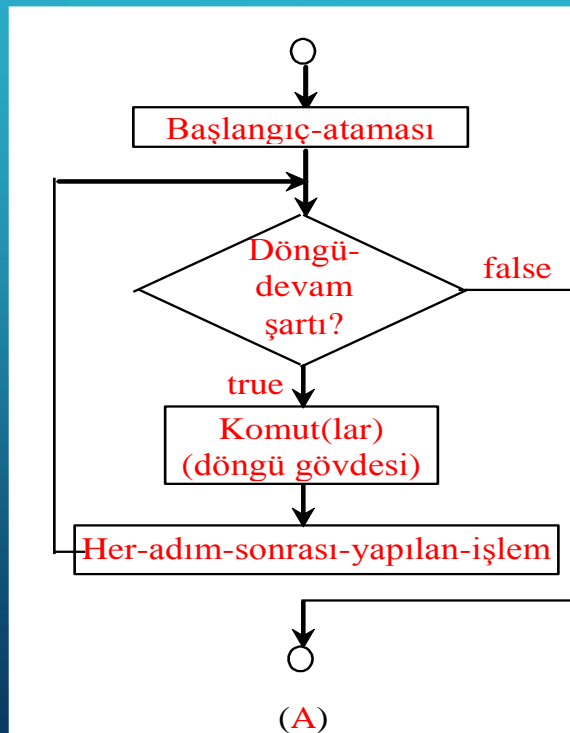 Başlangıç-ataması
Döngü-
devam
şartı?
false
true
Komut(lar)
(döngü gövdesi)
Her-adım-sonrası-yapılan-işlem
(A)